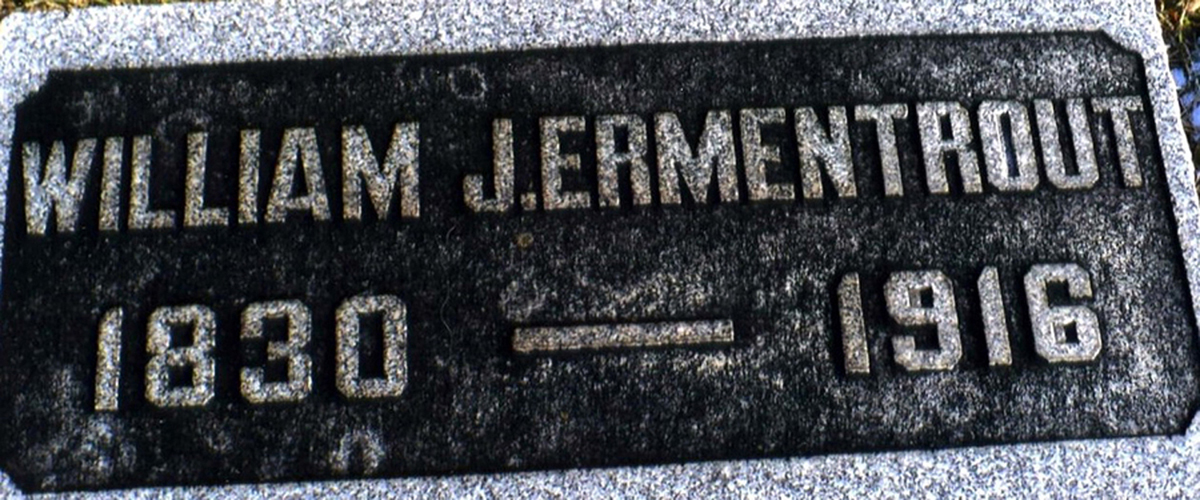 WILLIAM J. ERMENTROUT
1830 — 1916